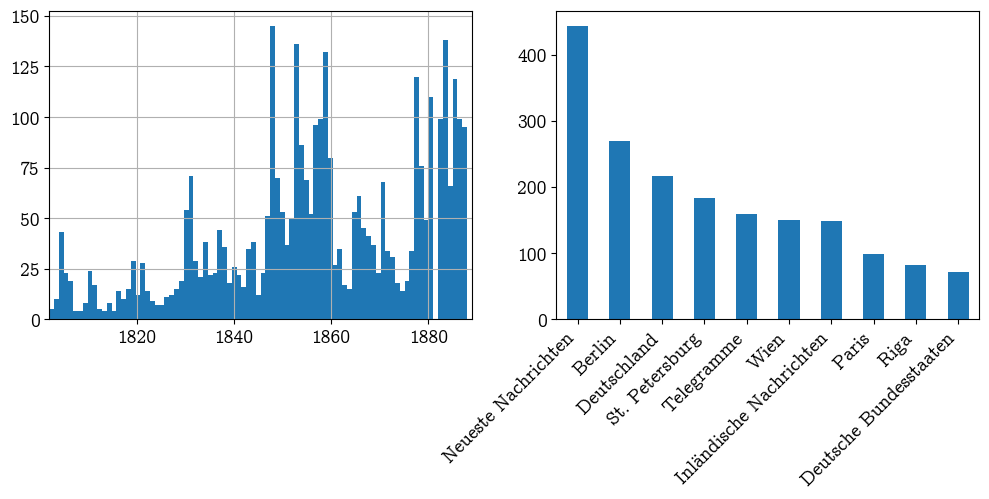 150
125
100
75
50
25
0
1820
1840
1860
1880
400
300
200
100
0
Neueste Nachrichten
Berlin
Deutschland
St. Petersburg
Telegramme
Wien
Inländische Nachrichten
Paris
Riga
Deutsche Bundesstaaten